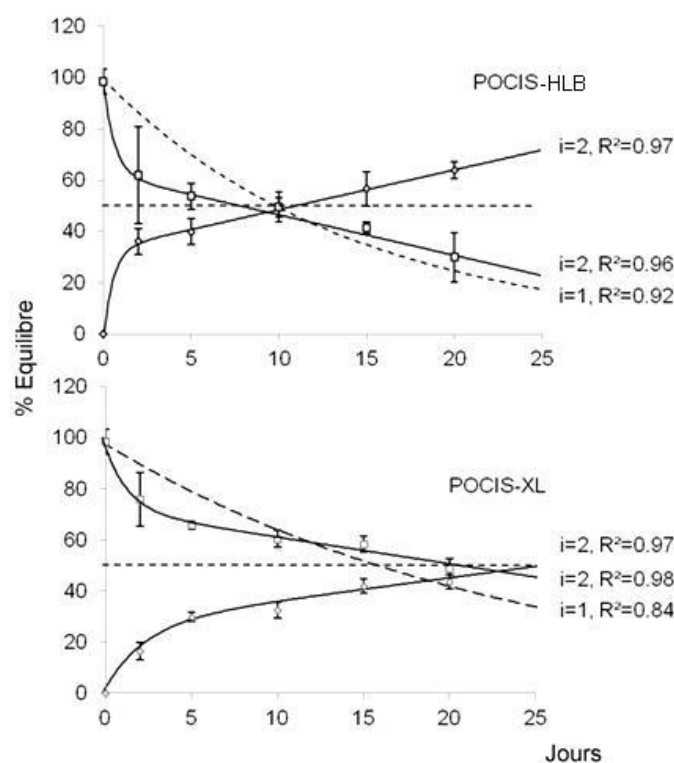 120
100
80
60
40
20
0
POCIS-HLB
i=2, R²=0.97
i=2, R²=0.96
i=1, R²=0.92
0 5 10 15 20 25
% Equilibre
120
100
80
60
40
20
0
POCIS-XL
i=2, R²=0.97
i=2, R²=0.98
i=1, R²=0.84
0 5 10 15 20 25
Jours